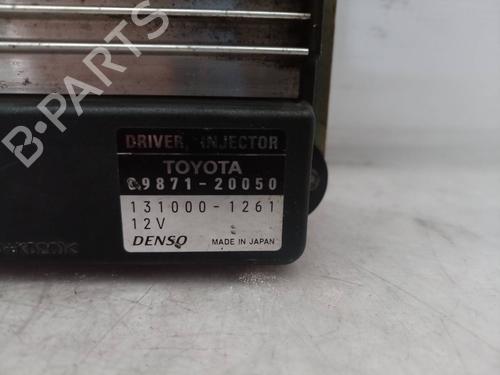 DRIVER, INJECTOR
TOYOTA
89871-20050
131000-1261
12V
DENSO MADE IN JAPAN
B-PARTS